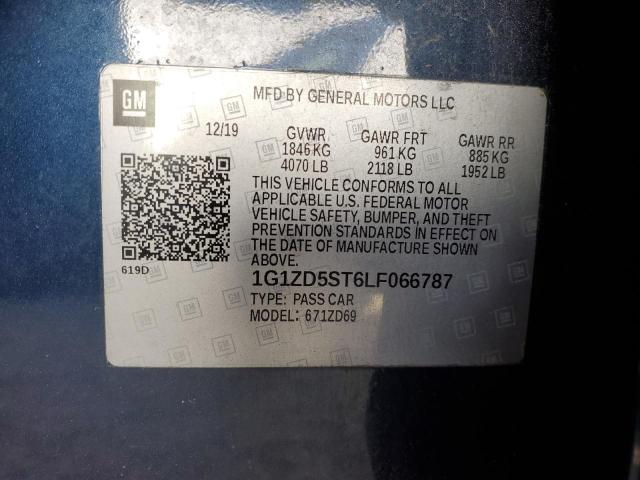 GM
MFD BY GENERAL MOTORS LLC
12/19 GVWR GAWR FRT GAWR RR
1846 KG 961 KG 885 KG
4070 LB 2118 LB 1952 LB
THIS VEHICLE CONFORMS TO ALL
APPLICABLE U.S. FEDERAL MOTOR
VEHICLE SAFETY, BUMPER, AND THEFT
PREVENTION STANDARDS IN EFFECT ON
THE DATE OF MANUFACTURE SHOWN
ABOVE.
619D
1G1ZD5ST6LF066787
TYPE: PASS CAR
MODEL: 671ZD69